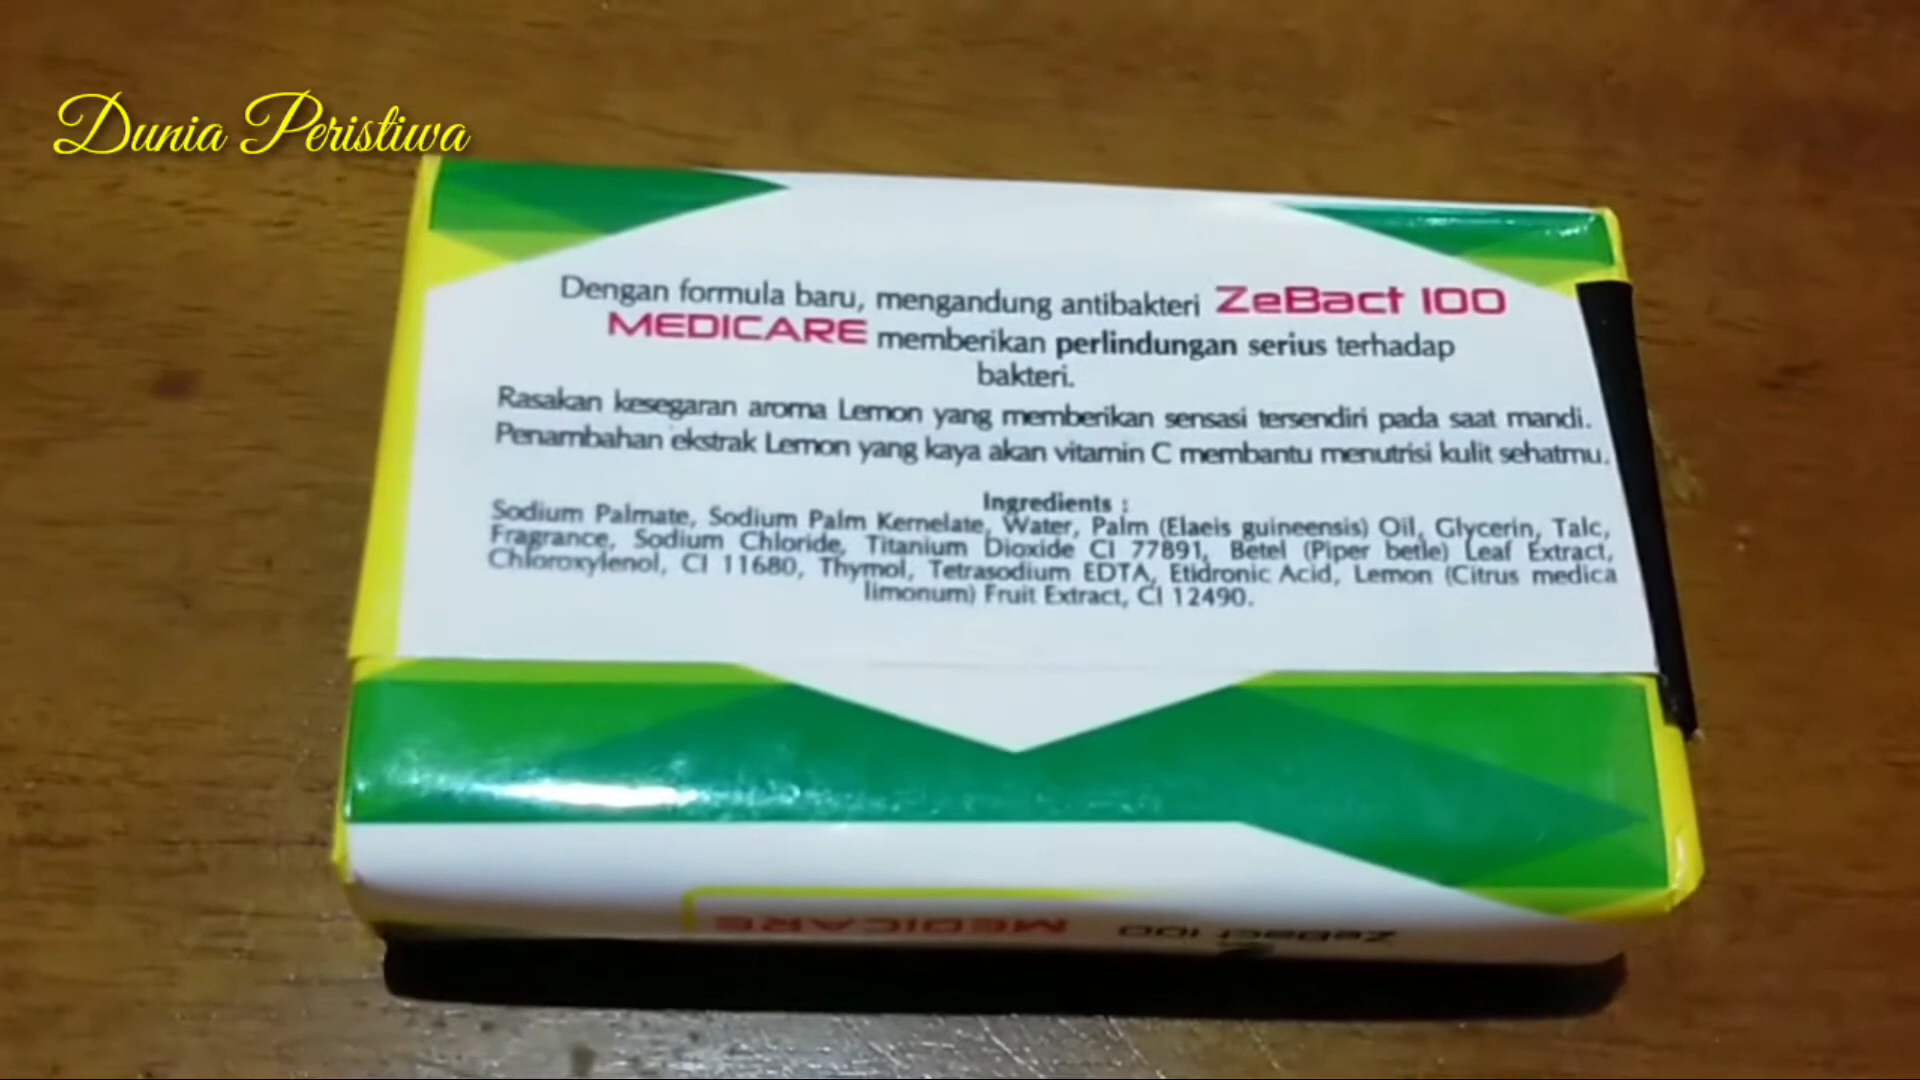 Dunia Peristiwa
Dengan formula baru, mengandung antibakteri ZeBact 100
MEDICARE memberikan perlindungan serius terhadap
bakteri.
Rasakan kesegaran aroma Lemon yang memberikan sensasi tersendiri pada saat mandi.
Penambahan ekstrak Lemon yang kaya akan vitamin C membantu menutrisi kulit sehatmu.
Ingredients :
Sodium Palmate, Sodium Palm Kernelate, Water, Palm (Elaeis guineensis) Oil, Glycerin, Talc,
Fragrance, Sodium Chloride, Titanium Dioxide CI 77891, Betel (Piper betle) Leaf Extract,
Chloroxylenol, CI 11680, Thymol, Tetrasodium EDTA, Etidronic Acid, Lemon (Citrus medica
limonum) Fruit Extract, CI 12490.
ZeBact 100 MEDICARE